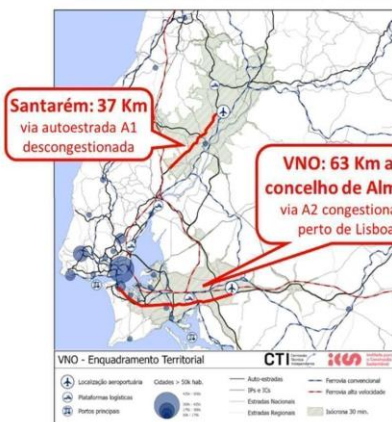 Santarém: 37 Km
via autoestrada A1
descongestionada
VNO: 63 Km a
concelho de Alm
via A2 congestiona
perto de Lisboa
VNO - Enquadramento Territorial
CTI
Localização aeroportuária
Plataformas logísticas
Portos principais
Cidades > 50k hab.
Auto-estradas
IPs e ICs
Estradas Nacionais
Estradas Regionais
Ferrovia convencional
Ferrovia alta velocidade
Isócrona 30 min.